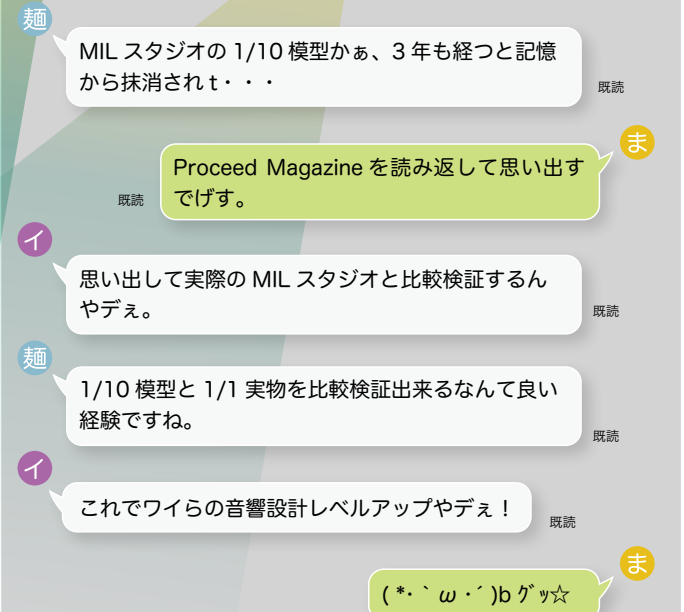 麺
MIL スタジオの 1/10 模型かぁ、3 年も経つと記憶
から抹消され t・・・
既読
ま
Proceed Magazine を読み返して思い出す
でげす。
既読
イ
思い出して実際の MIL スタジオと比較検証するん
やデぇ。
既読
麺
1/10 模型と 1/1 実物を比較検証出来るなんて良い
経験ですね。
既読
イ
これでワイらの音響設計レベルアップやデぇ！
既読
ま
( *･｀ω･´)b ｸﾞｯ☆